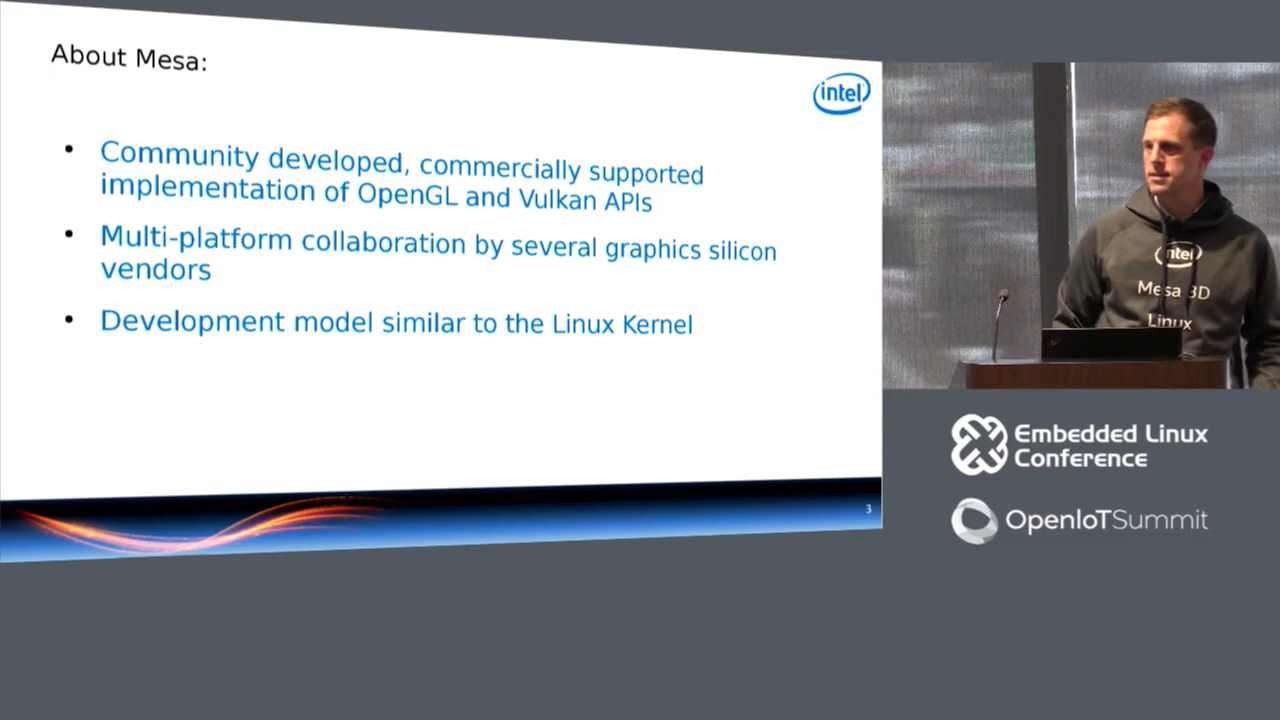 About Mesa:
intel
• Community developed, commercially supported
implementation of OpenGL and Vulkan APIs
• Multi-platform collaboration by several graphics silicon
vendors
• Development model similar to the Linux Kernel
3
intel
Mesa 3D
Linux
Embedded Linux
Conference
OpenIoTSummit